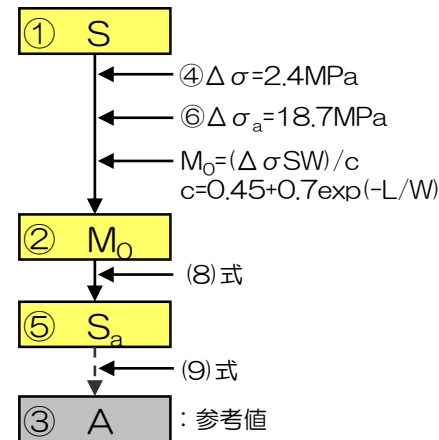 ① S
④Δσ=2.4MPa
⑥Δσa=18.7MPa
M0=(ΔσSW)/c
c=0.45+0.7exp(-L/W)
② M0
(8)式
⑤ Sa
(9)式
③ A
：参考値